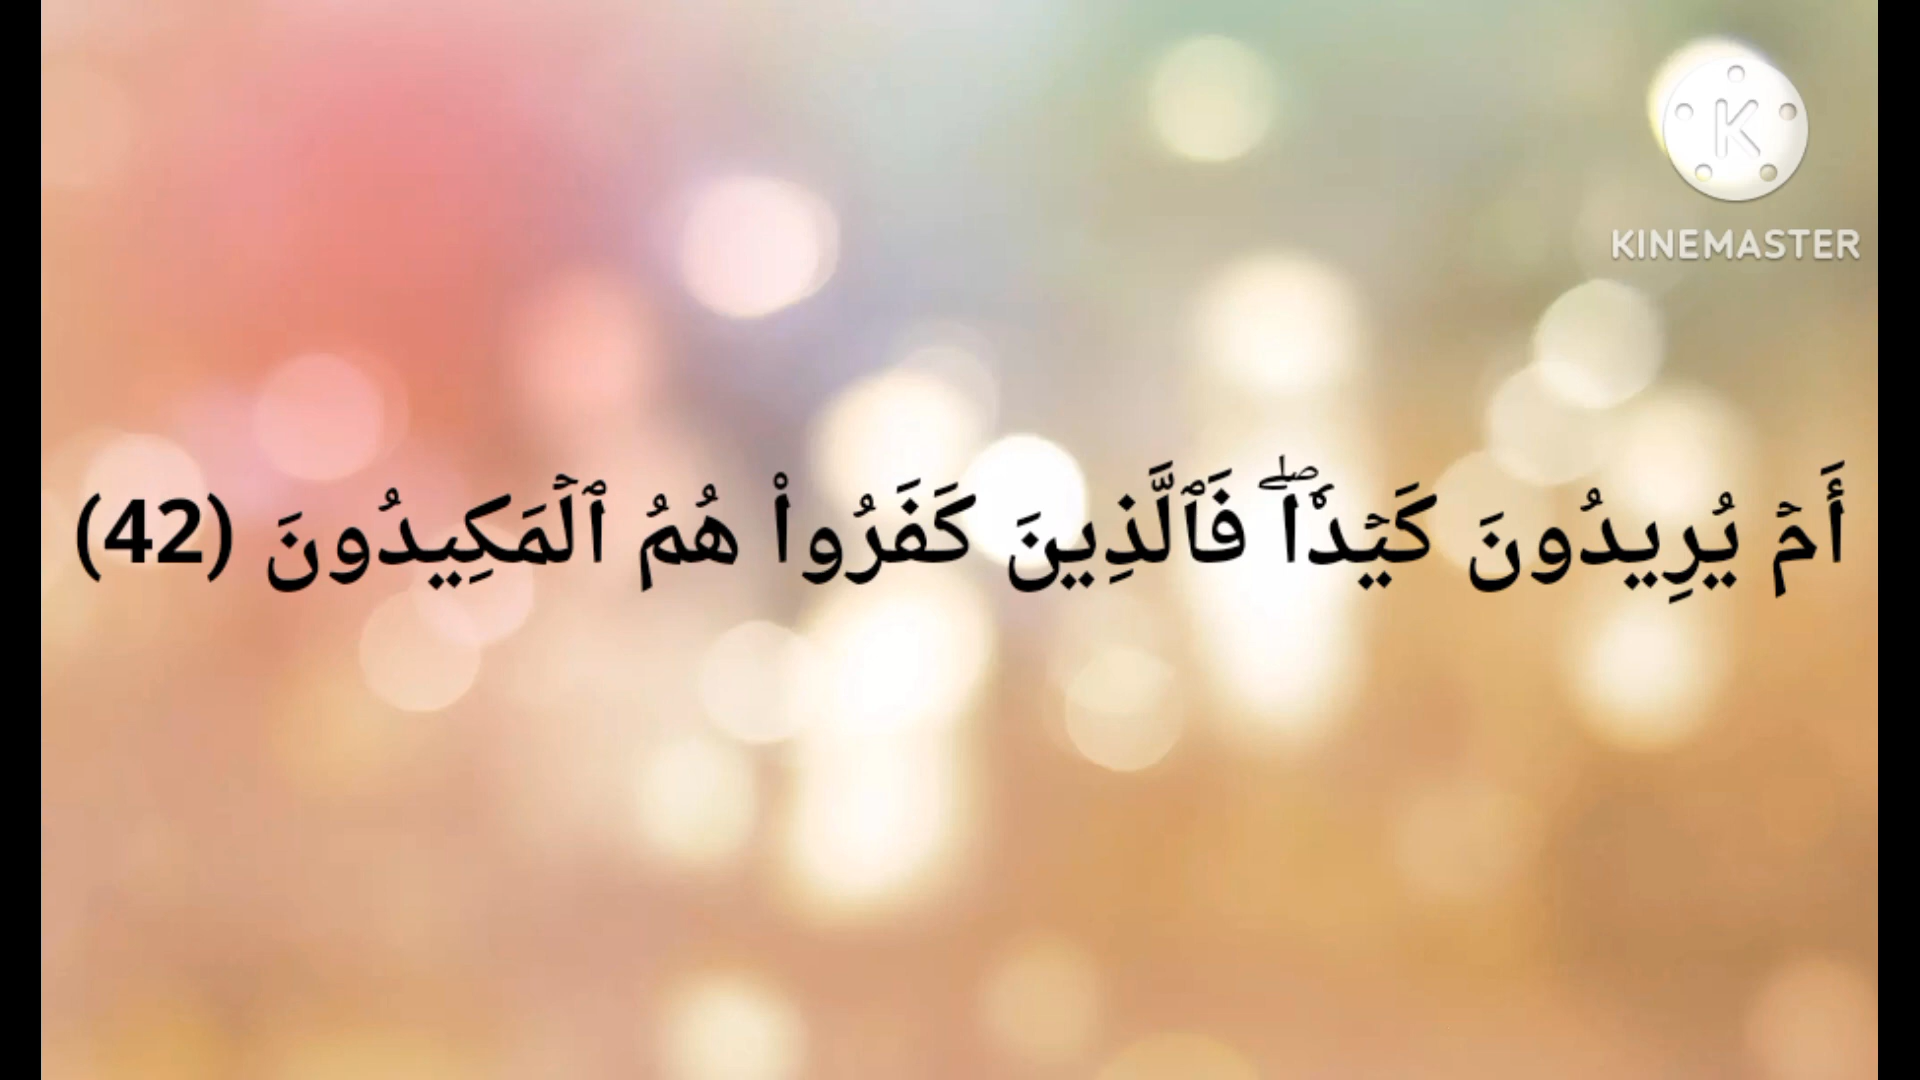 KINEMASTER
أَمۡ يُرِيدُونَ كَيۡدٗاۖ فَٱلَّذِينَ كَفَرُواْ هُمُ ٱلۡمَكِيدُونَ (42)